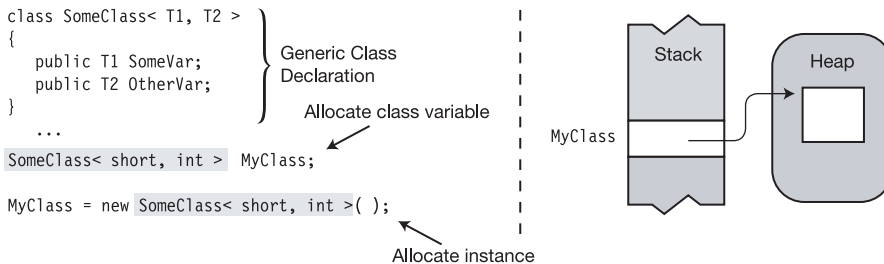 class SomeClass< T1, T2 >
{
public T1 SomeVar;
public T2 OtherVar;
}
Generic Class
Declaration
...
Allocate class variable
SomeClass< short, int > MyClass;
MyClass = new SomeClass< short, int >( );
Allocate instance
Stack
Heap
MyClass